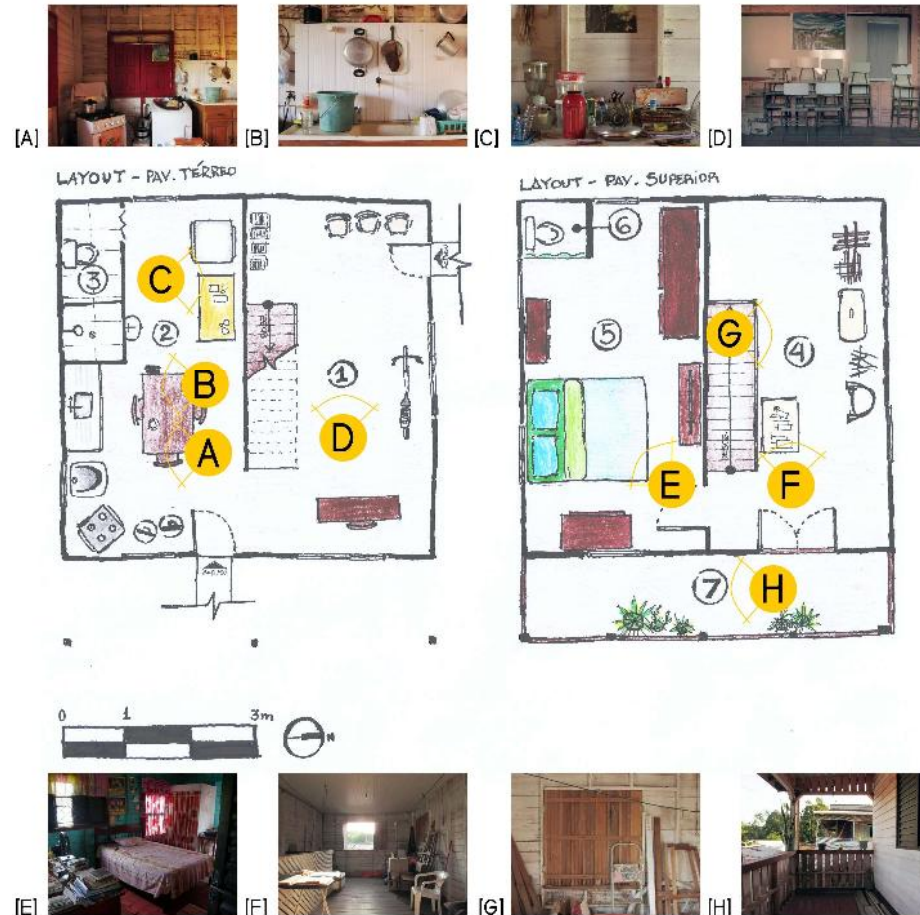 [A]
[B]
[C]
[D]
LAYOUT - PAV. TÉRREO
LAYOUT - PAV. SUPERIOR
3
C
2
B
A
1
D
6
5
G
4
E
F
7
H
0 1 3m
N
[E]
[F]
[G]
[H]